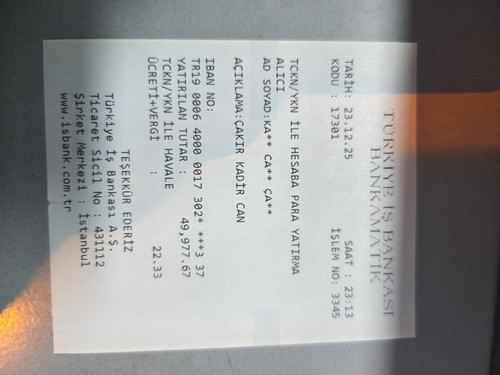 TÜRKİYE İŞ BANKASI
BANKAMATİK
TARİH: 23.12.25 SAAT : 23:13
KODU : 17301 İŞLEM NO: 3345
TCKN/YKN İLE HESABA PARA YATIRMA
ALICI
AD SOYAD:KA** CA** ÇA**
AÇIKLAMA:ÇAKIR KADİR CAN
IBAN NO:
TR19 0006 4000 0017 302* ***3 37
YATIRILAN TUTAR : 49,977.67
TCKN/YKN İLE HAVALE
ÜCRETİ+VERGİ : 22.33
TEŞEKKÜR EDERİZ
Türkiye İş Bankası A.Ş.
Ticaret Sicil No : 431112
Şirket Merkezi : İstanbul
www.isbank.com.tr